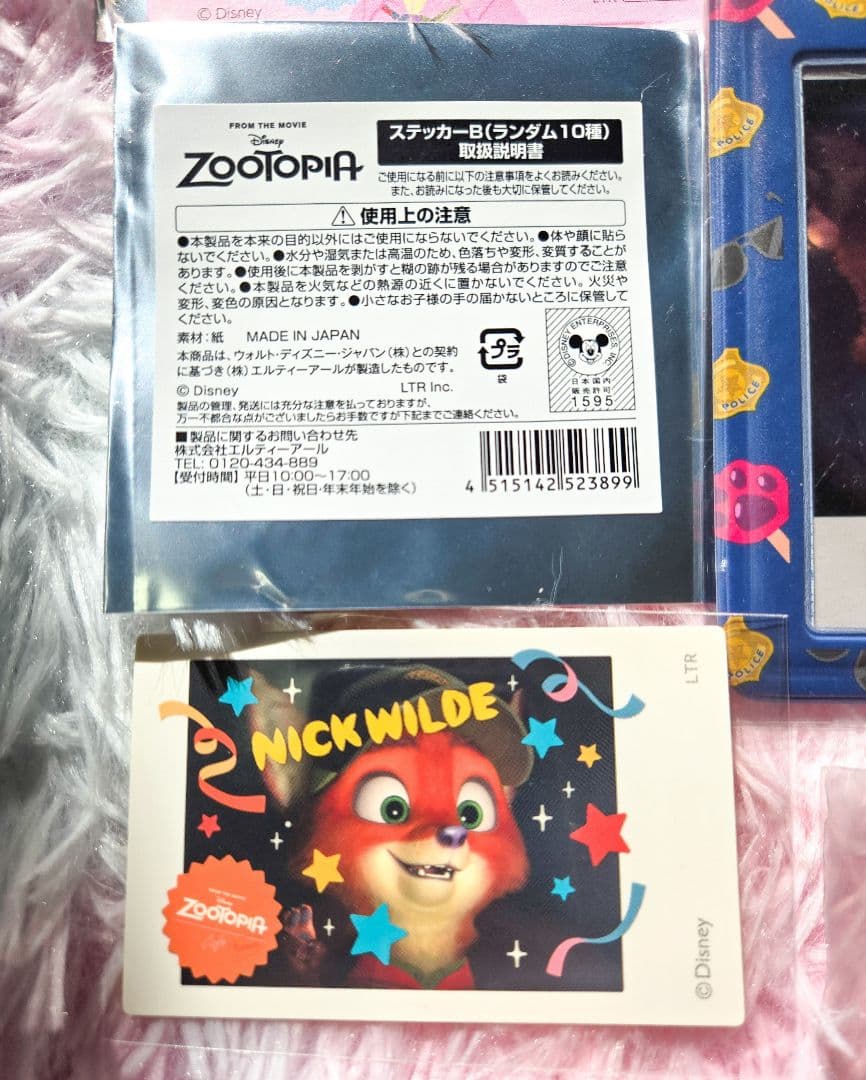 © Disney
FROM THE MOVIE
Disney
ZOOTOPIA
ステッカーB(ランダム10種)
取扱説明書
ご使用になる前に以下の注意事項をよくお読みください。
また、お読みになった後も大切に保管してください。
⚠ 使用上の注意
●本製品を本来の目的以外にはご使用にならないでください。●体や顔に貼ら
ないでください。●水分や湿気または高温のため、色落ちや変形、変質することが
あります。●使用後に本製品を剥がすと糊の跡が残る場合がありますのでご注意
ください。●本製品を火気などの熱源の近くに置かないでください。火災や
変形、変色の原因となります。●小さなお子様の手の届かないところに保管して
ください。
素材:紙 MADE IN JAPAN
本商品は、ウォルト・ディズニー・ジャパン(株)との契約
に基づき(株)エルティーアールが製造したものです。
© Disney LTR Inc.
プラ
袋
©DISNEY ENTERPRISES, INC.
日本国内
販売許可
1595
製品の管理、発送には充分な注意を払っておりますが、
万一不都合な点がございましたらお手数ですが下記までご連絡ください。
■製品に関するお問い合わせ先
株式会社エルティーアール
TEL: 0120-434-889
【受付時間】平日10:00~17:00
(土・日・祝日・年末年始を除く)
4 515142 523899
POLICE
POLICE
POLICE
LTR
NICK WILDE
FROM THE MOVIE
Disney
ZOOTOPIA
© Disney